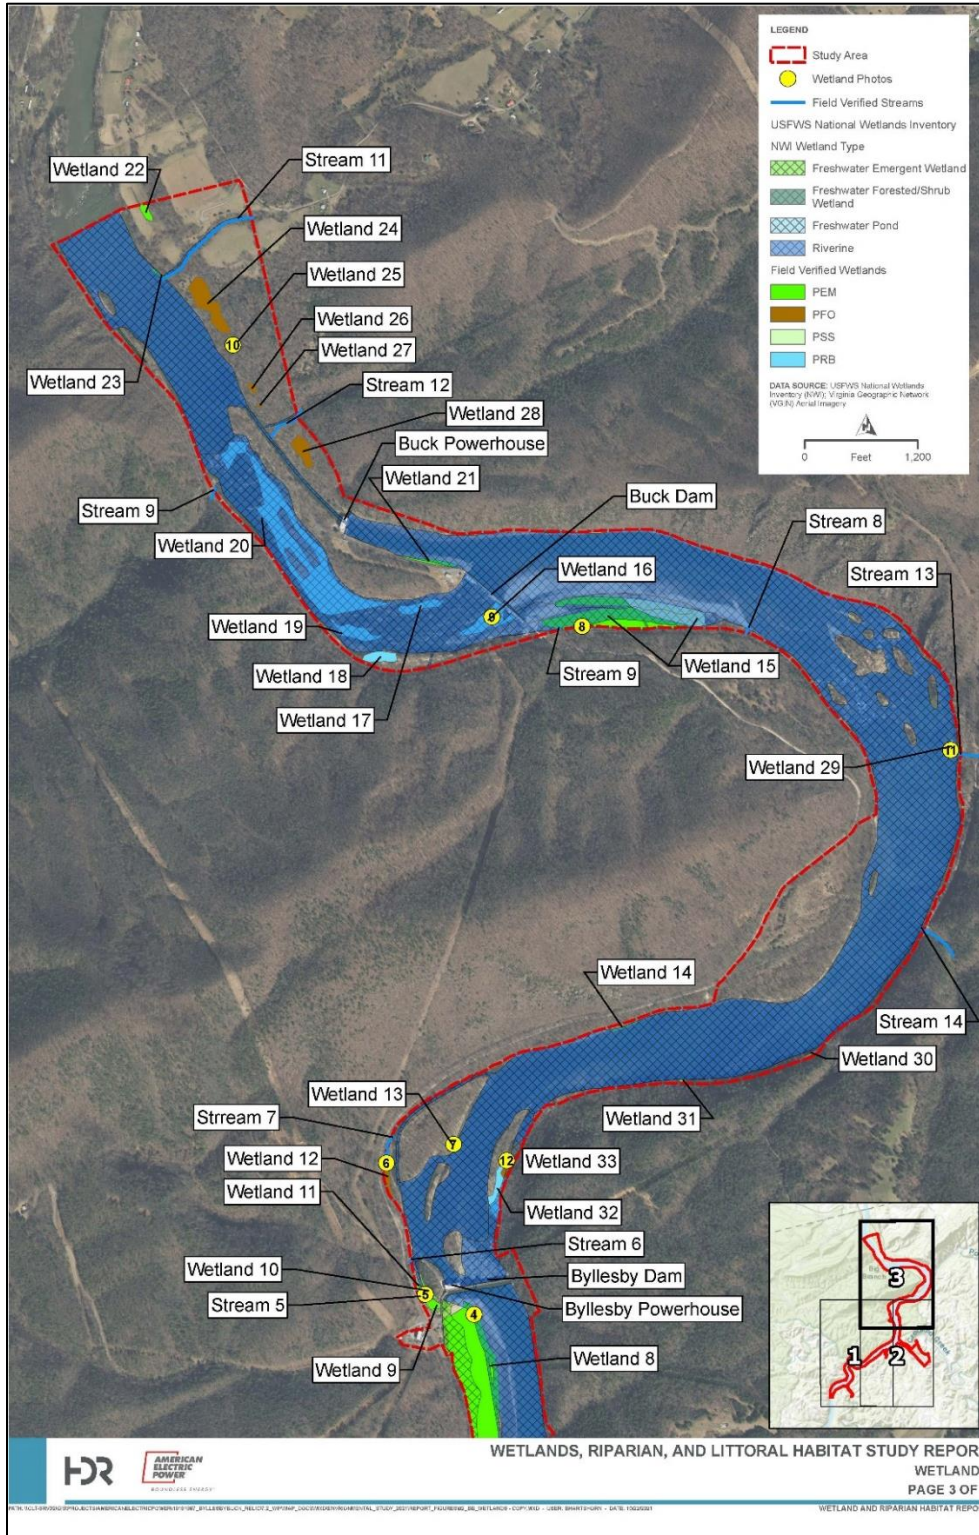 LEGEND
Study Area
Wetland Photos
Field Verified Streams
USFWS National Wetlands Inventory
NWI Wetland Type
Freshwater Emergent Wetland
Freshwater Forested/Shrub
Wetland
Freshwater Pond
Riverine
Field Verified Wetlands
PEM
PFO
PSS
PRB
DATA SOURCE: USFWS National Wetlands
Inventory (NWI); Virginia Geographic Network
(VGIN) Aerial Imagery
0 Feet 1,200
Wetland 22
Stream 11
Wetland 24
Wetland 25
10
Wetland 26
Wetland 27
Wetland 23
Stream 12
Wetland 28
Buck Powerhouse
Wetland 21
Buck Dam
Stream 8
Stream 9
Wetland 20
Wetland 16
Stream 13
9
8
Wetland 19
Wetland 18
Stream 9
Wetland 15
Wetland 17
11
Wetland 29
Wetland 14
Stream 14
Wetland 30
Wetland 13
Wetland 31
Strream 7
7
6
12
Wetland 33
Wetland 12
Wetland 11
Wetland 32
Stream 6
Wetland 10
Byllesby Dam
Stream 5
5
4
Byllesby Powerhouse
Wetland 9
Wetland 8
3
1
2
HDR
AMERICAN
ELECTRIC
POWER
BOUNDLESS ENERGY
WETLANDS, RIPARIAN, AND LITTORAL HABITAT STUDY REPOR
WETLAND
PAGE 3 OF
WETLAND AND RIPARIAN HABITAT REPO